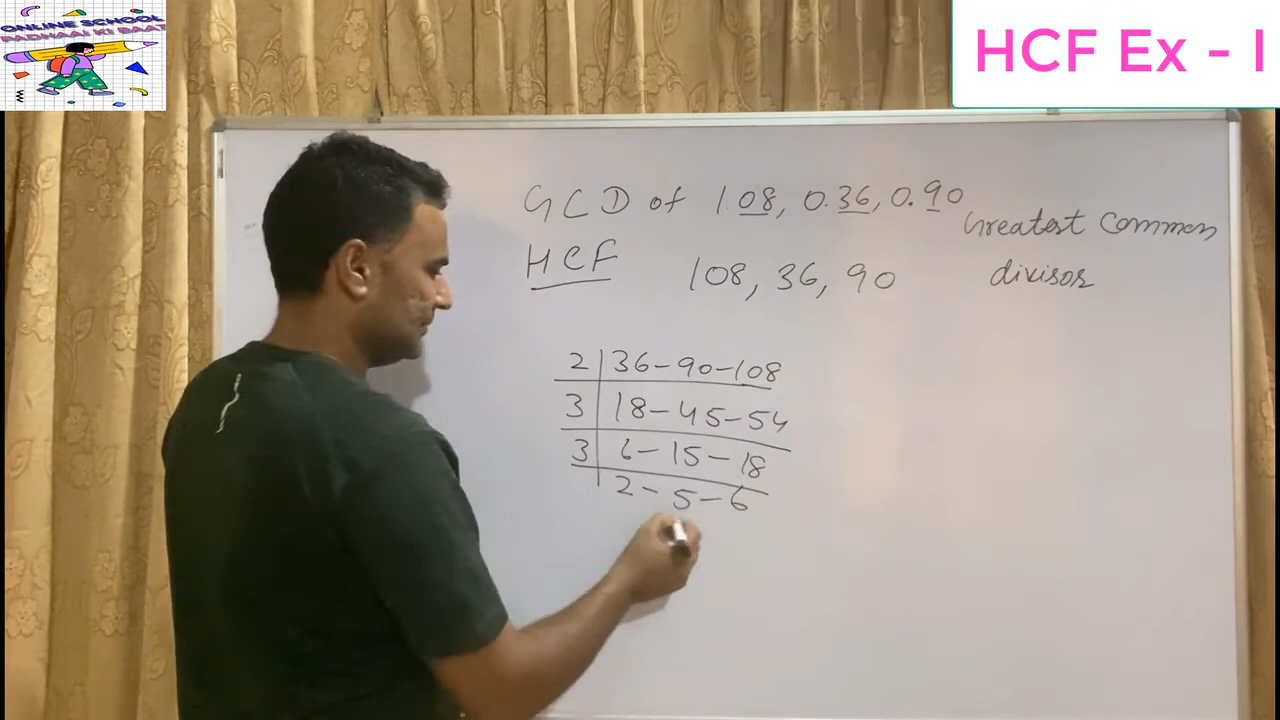 ONLINE SCHOOL
PADHAAI KI BAAT
HCF Ex - I
GCD of 1.08, 0.36, 0.90
Greatest Common
divisor
HCF
108, 36, 90
2 | 36-90-108
3 | 18-45-54
3 | 6-15-18
2-5-6